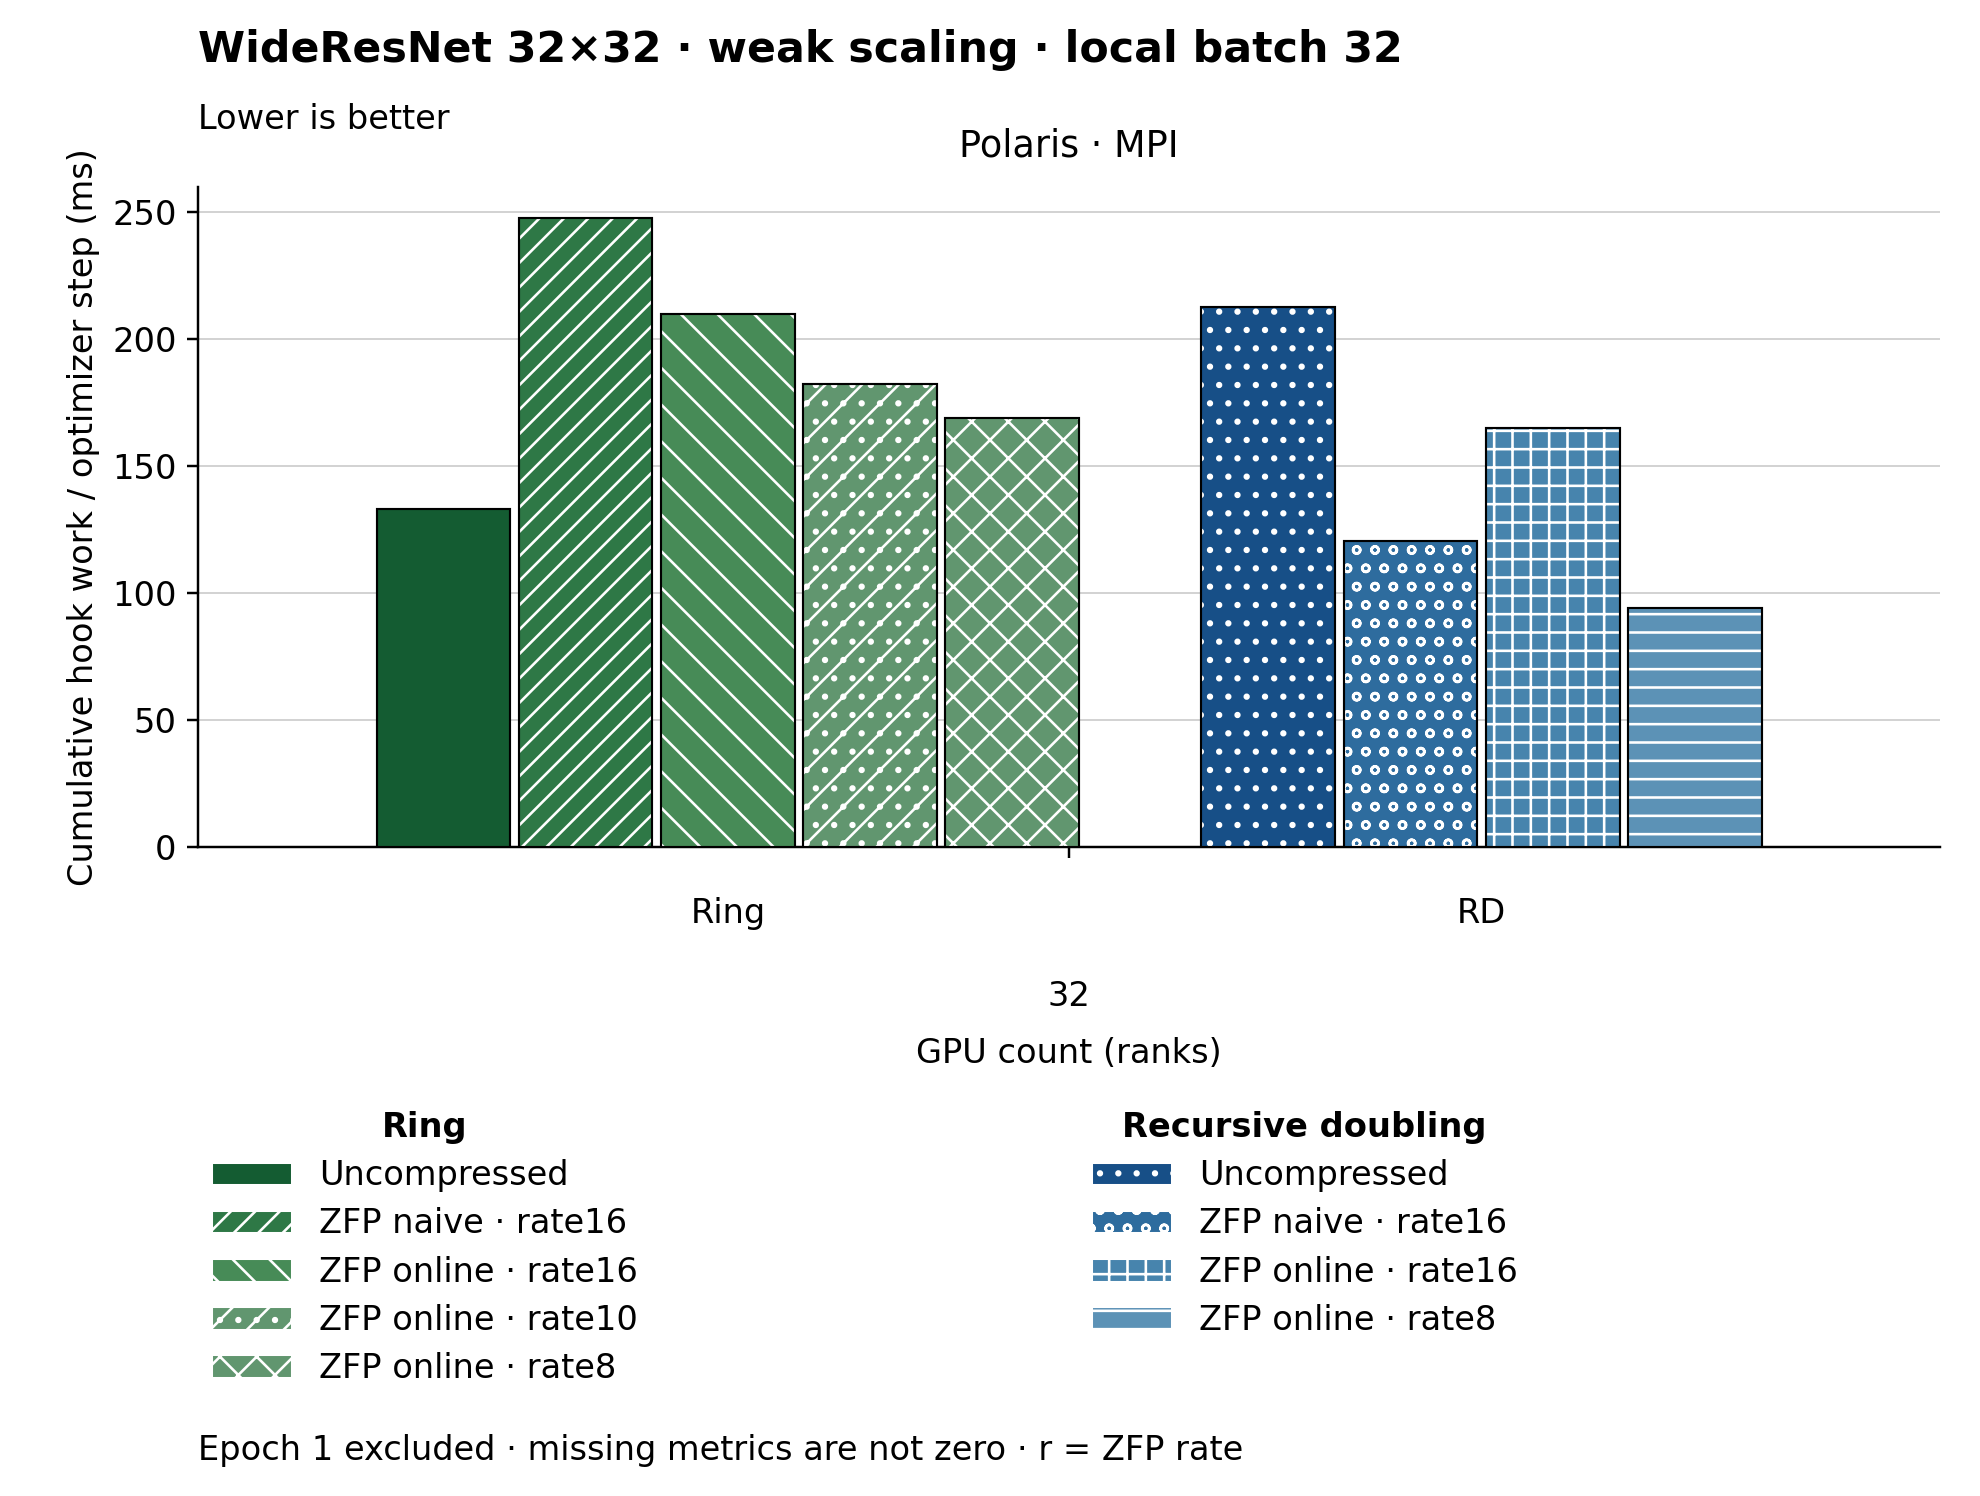 WideResNet 32×32 · weak scaling · local batch 32
Lower is better
Polaris · MPI
Cumulative hook work / optimizer step (ms)
250
200
150
100
50
0
Ring
RD
32
GPU count (ranks)
Ring
Uncompressed
ZFP naive · rate16
ZFP online · rate16
ZFP online · rate10
ZFP online · rate8
Recursive doubling
Uncompressed
ZFP naive · rate16
ZFP online · rate16
ZFP online · rate8
Epoch 1 excluded · missing metrics are not zero · r = ZFP rate